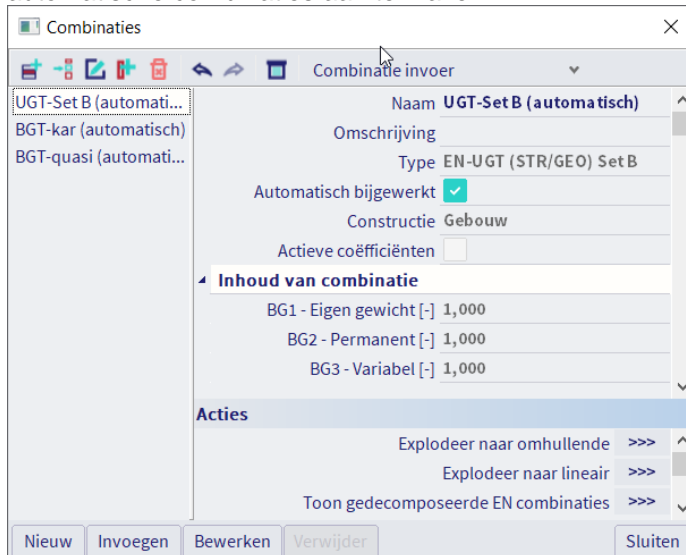 Combinaties
Combinatie invoer
UGT-Set B (automati...
BGT-kar (automatisch)
BGT-quasi (automati...
Naam UGT-Set B (automatisch)
Omschrijving
Type EN-UGT (STR/GEO) Set B
Automatisch bijgewerkt
Constructie Gebouw
Actieve coëfficiënten
Inhoud van combinatie
BG1 - Eigen gewicht [-] 1,000
BG2 - Permanent [-] 1,000
BG3 - Variabel [-] 1,000
Acties
Explodeer naar omhullende >>>
Explodeer naar lineair >>>
Toon gedecomposeerde EN combinaties >>>
Nieuw Invoegen Bewerken Verwijder Sluiten